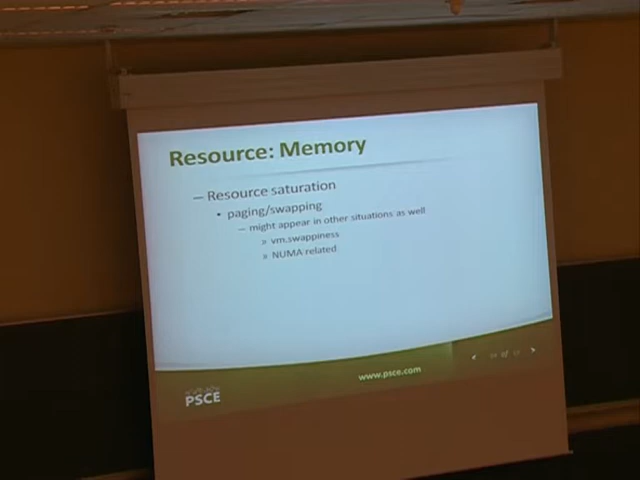 Resource: Memory
– Resource saturation
• paging/swapping
– might appear in other situations as well
» vm.swappiness
» NUMA related
www.psce.com
PSCE